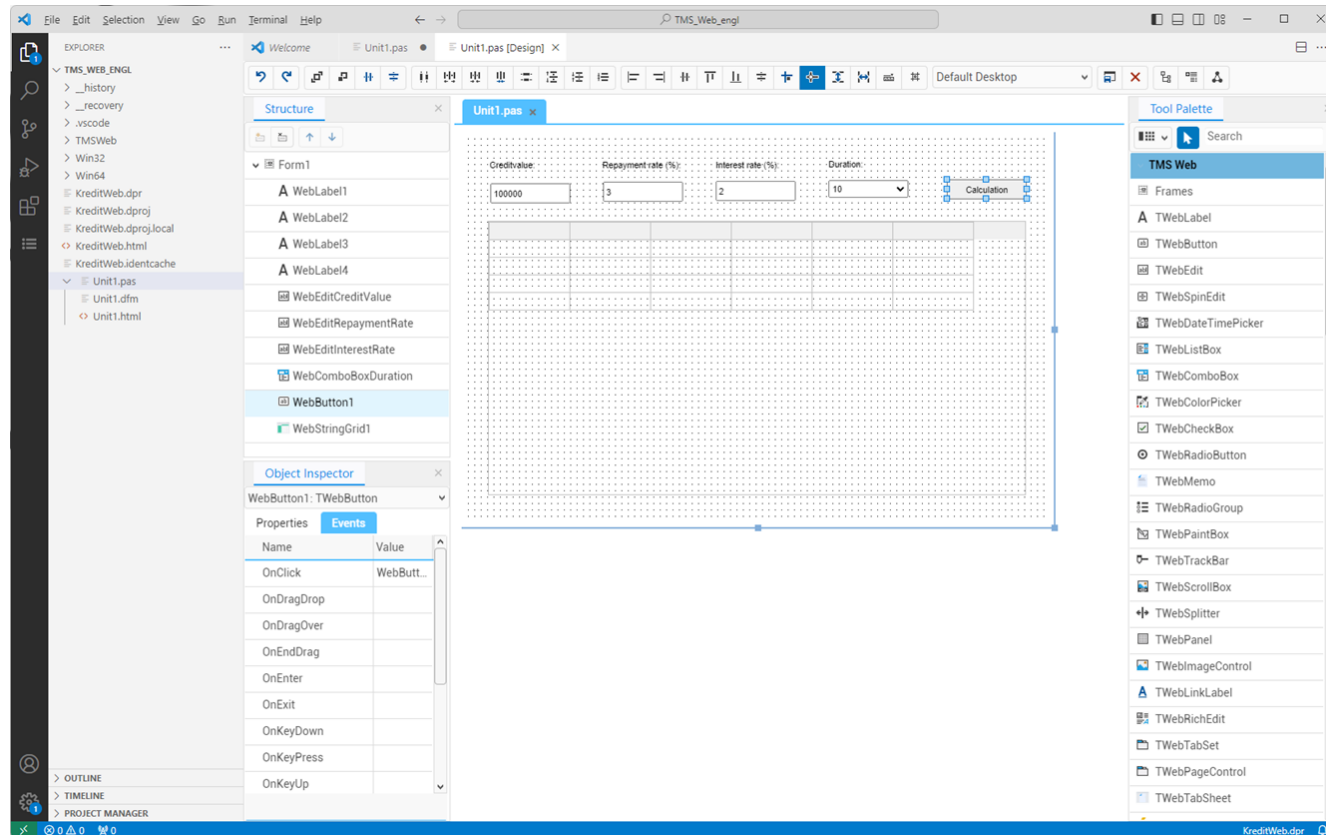 File Edit Selection View Go Run Terminal Help
TMS_Web_engl
EXPLORER
Welcome
Unit1.pas
Unit1.pas [Design]
TMS_WEB_ENGL
__history
__recovery
.vscode
TMSWeb
Win32
Win64
KreditWeb.dpr
KreditWeb.dproj
KreditWeb.dproj.local
KreditWeb.html
KreditWeb.identcache
Unit1.pas
Unit1.dfm
Unit1.html
OUTLINE
TIMELINE
PROJECT MANAGER
Default Desktop
Structure
Form1
WebLabel1
WebLabel2
WebLabel3
WebLabel4
WebEditCreditValue
WebEditRepaymentRate
WebEditInterestRate
WebComboBoxDuration
WebButton1
WebStringGrid1
Object Inspector
WebButton1: TWebButton
Properties Events
Name Value
OnClick WebButt...
OnDragDrop
OnDragOver
OnEndDrag
OnEnter
OnExit
OnKeyDown
OnKeyPress
OnKeyUp
Unit1.pas
Creditvalue: Repayment rate (%): Interest rate (%): Duration:
100000 3 2 10 Calculation
Tool Palette
Search
TMS Web
Frames
TWebLabel
TWebButton
TWebEdit
TWebSpinEdit
TWebDateTimePicker
TWebListBox
TWebComboBox
TWebColorPicker
TWebCheckBox
TWebRadioButton
TWebMemo
TWebRadioGroup
TWebPaintBox
TWebTrackBar
TWebScrollBox
TWebSplitter
TWebPanel
TWebImageControl
TWebLinkLabel
TWebRichEdit
TWebTabSet
TWebPageControl
TWebTabSheet
1
1
0 0 0
KreditWeb.dpr